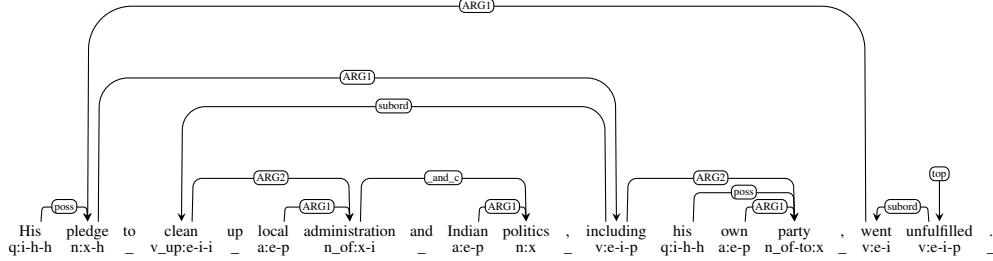 ARG1
ARG1
subord
ARG2 _and_c ARG2
poss
poss ARG1 ARG1 ARG1 subord top
His pledge to clean up local administration and Indian politics , including his own party , went unfulfilled .
q:i-h-h n:x-h _ v_up:e-i-i _ a:e-p n_of:x-i _ a:e-p n:x _ v:e-i-p q:i-h-h a:e-p n_of-to:x _ v:e-i v:e-i-p _